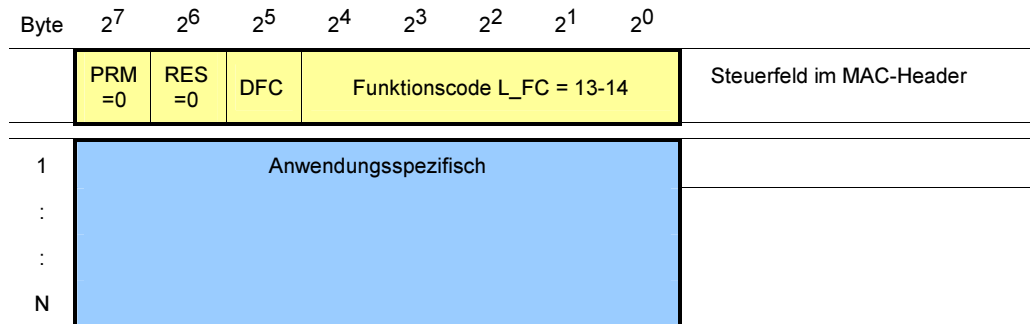 Byte 2^7 2^6 2^5 2^4 2^3 2^2 2^1 2^0
PRM =0 RES =0 DFC Funktionscode L_FC = 13-14 Steuerfeld im MAC-Header
1 Anwendungsspezifisch
:
:
N